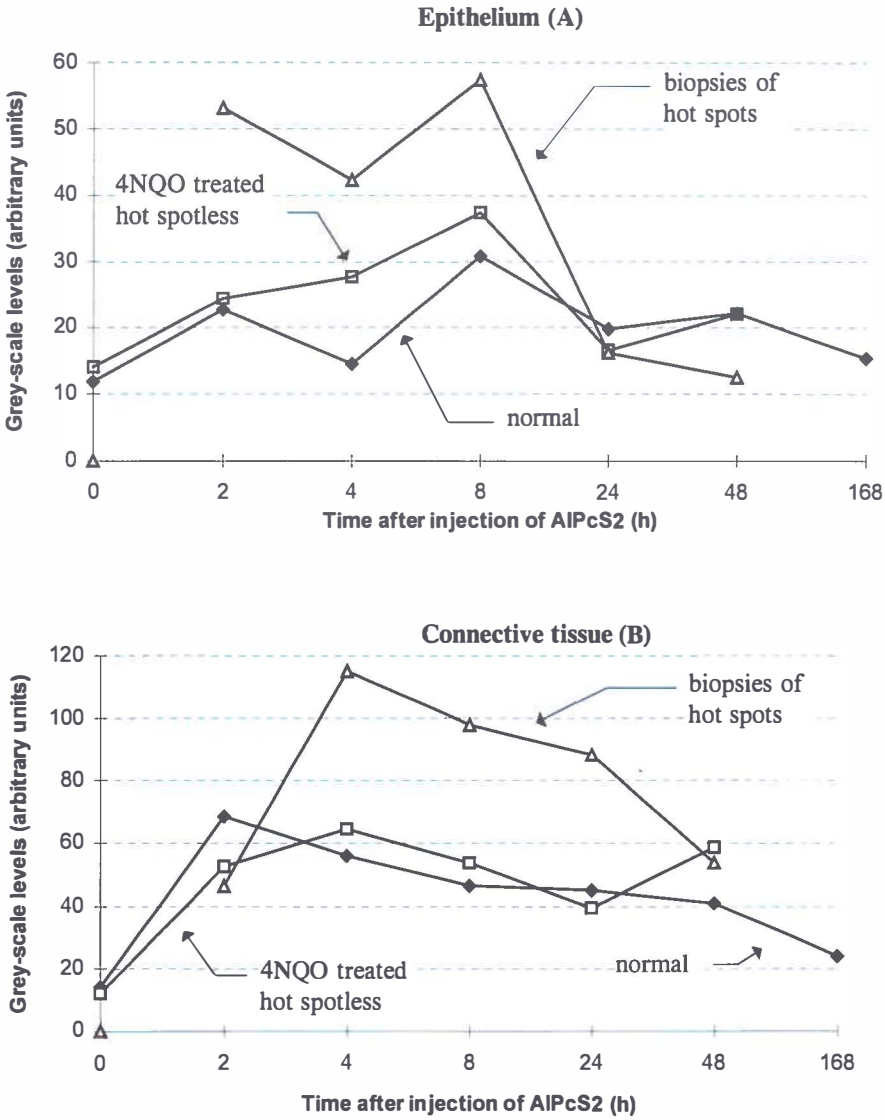 Epithelium (A)
60
50
40
30
20
10
0
Grey-scale levels (arbitrary units)
biopsies of
hot spots
4NQO treated
hot spotless
normal
0 2 4 8 24 48 168
Time after injection of AlPcS2 (h)
Connective tissue (B)
120
100
80
60
40
20
0
Grey-scale levels (arbitrary units)
biopsies of
hot spots
4NQO treated
hot spotless
normal
0 2 4 8 24 48 168
Time after injection of AlPcS2 (h)